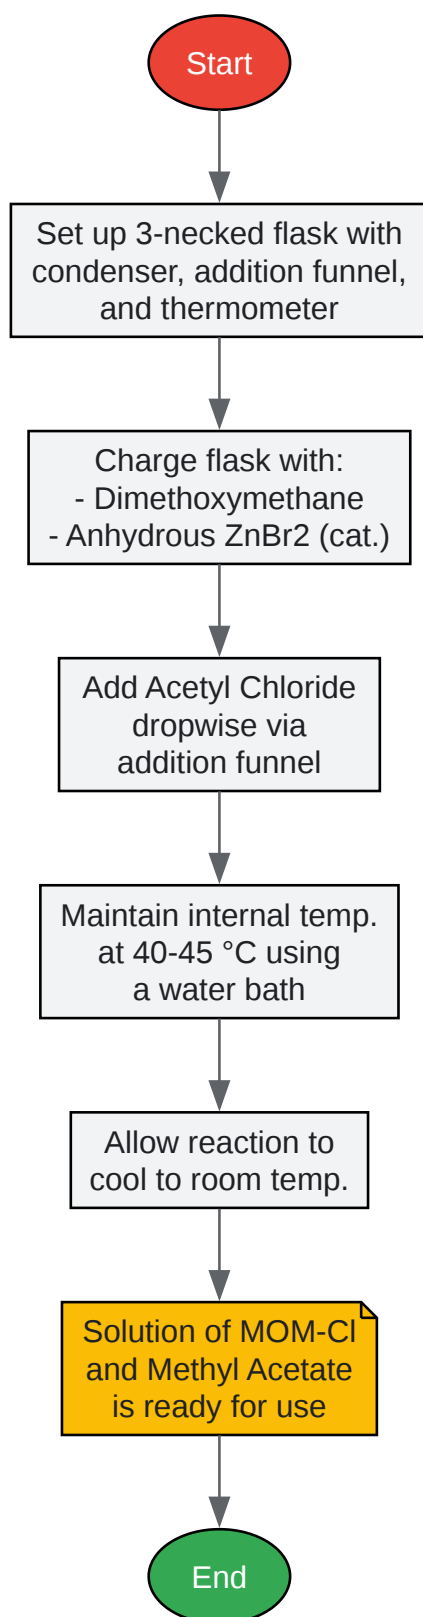 Start
Set up 3-necked flask with
condenser, addition funnel,
and thermometer
Charge flask with:
- Dimethoxymethane
- Anhydrous ZnBr2 (cat.)
Add Acetyl Chloride
dropwise via
addition funnel
Maintain internal temp.
at 40-45 °C using
a water bath
Allow reaction to
cool to room temp.
Solution of MOM-Cl
and Methyl Acetate
is ready for use
End